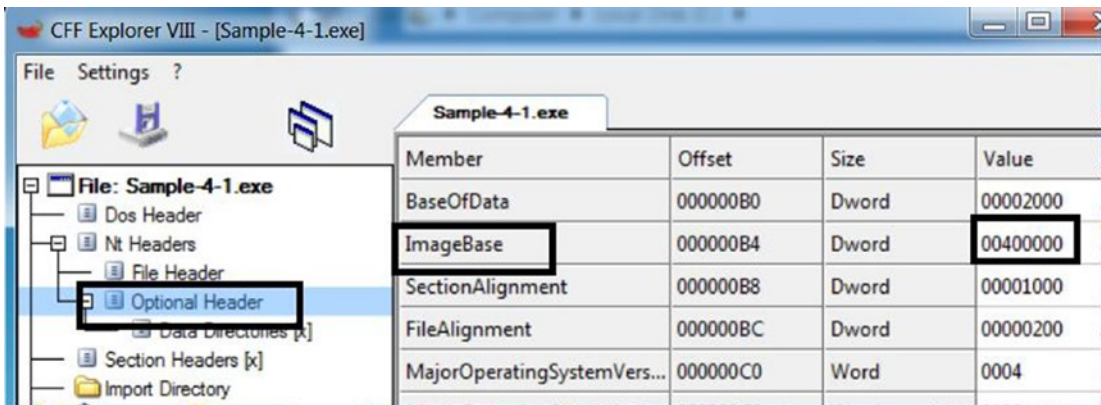 CFF Explorer VIII - [Sample-4-1.exe]
File Settings ?
Sample-4-1.exe
File: Sample-4-1.exe
Dos Header
Nt Headers
File Header
Optional Header
Data Directories [x]
Section Headers [x]
Import Directory
Member Offset Size Value
BaseOfData 000000B0 Dword 00002000
ImageBase 000000B4 Dword 00400000
SectionAlignment 000000B8 Dword 00001000
FileAlignment 000000BC Dword 00000200
MajorOperatingSystemVers... 000000C0 Word 0004